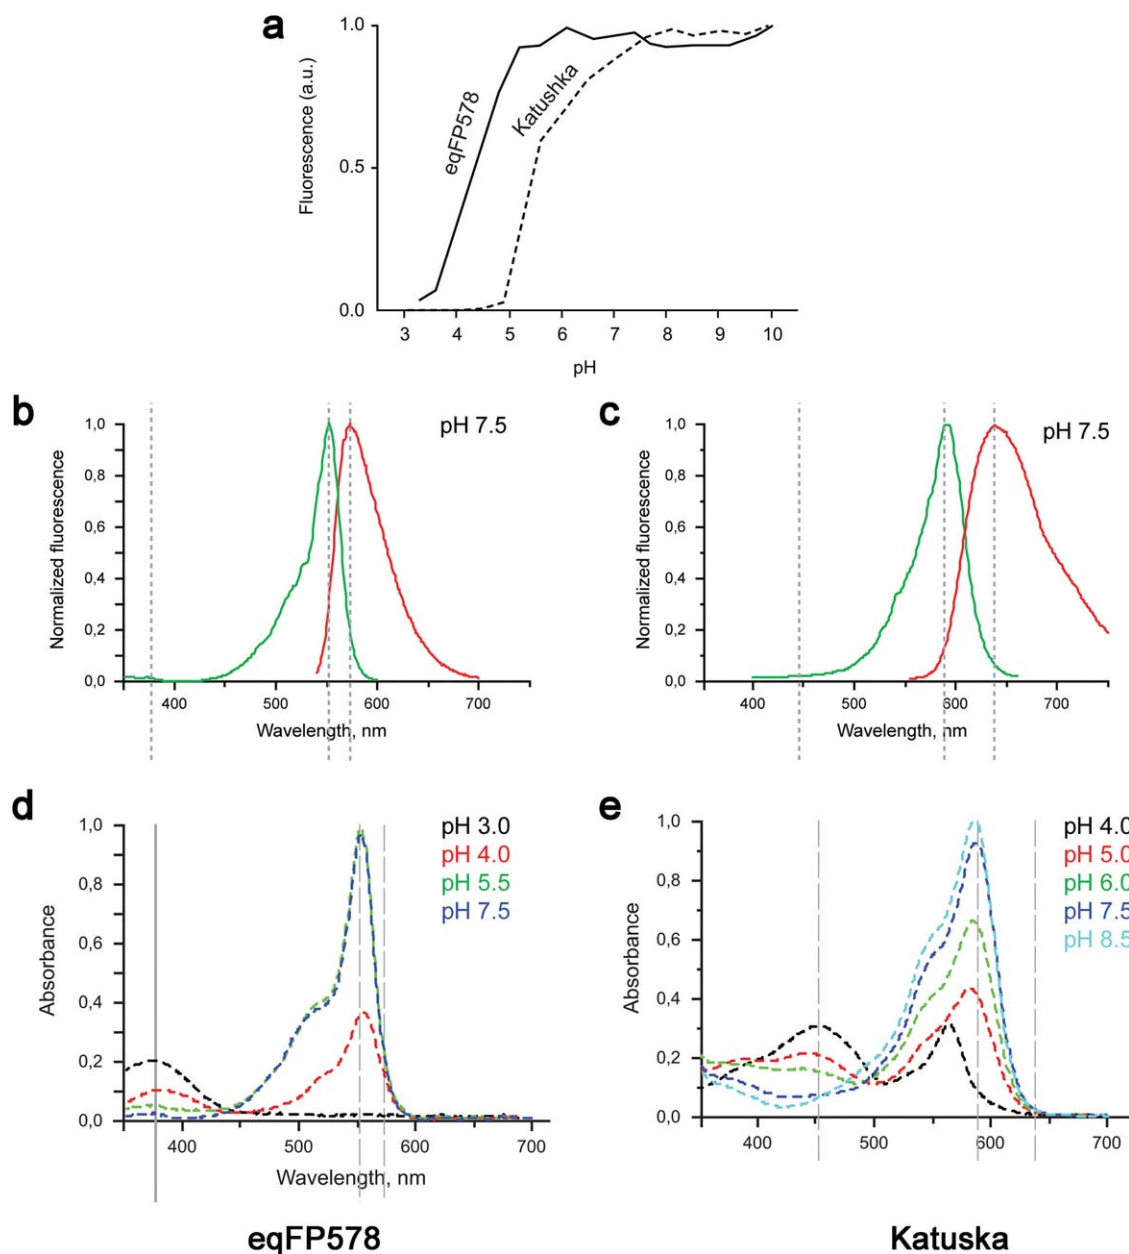 a
1.0
0.5
0.0
Fluorescence (a.u.)
eqFP578
Katushka
3 4 5 6 7 8 9 10
pH
b
pH 7.5
1,0
0,8
0,6
0,4
0,2
0,0
Normalized fluorescence
400 500 600 700
Wavelength, nm
c
pH 7.5
1,0
0,8
0,6
0,4
0,2
0,0
Normalized fluorescence
500 600 700
Wavelength, nm
d
pH 3.0
pH 4.0
pH 5.5
pH 7.5
1,0
0,8
0,6
0,4
0,2
0,0
Absorbance
400 500 600 700
Wavelength, nm
eqFP578
e
pH 4.0
pH 5.0
pH 6.0
pH 7.5
pH 8.5
1,0
0,8
0,6
0,4
0,2
0,0
Absorbance
400 500 600 700
Katuska